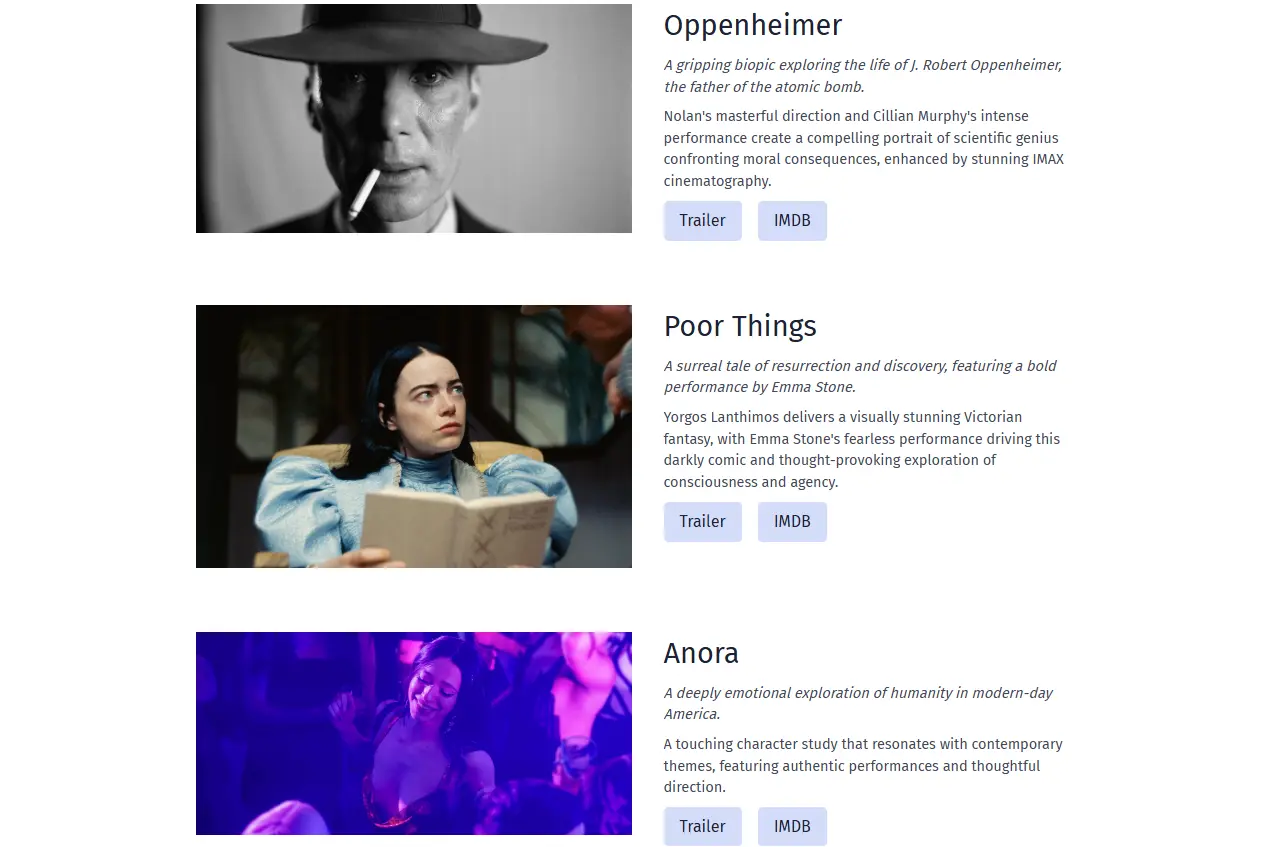 Oppenheimer
A gripping biopic exploring the life of J. Robert Oppenheimer,
the father of the atomic bomb.
Nolan's masterful direction and Cillian Murphy's intense
performance create a compelling portrait of scientific genius
confronting moral consequences, enhanced by stunning IMAX
cinematography.
Trailer IMDB
Poor Things
A surreal tale of resurrection and discovery, featuring a bold
performance by Emma Stone.
Yorgos Lanthimos delivers a visually stunning Victorian
fantasy, with Emma Stone's fearless performance driving this
darkly comic and thought-provoking exploration of
consciousness and agency.
Trailer IMDB
Anora
A deeply emotional exploration of humanity in modern-day
America.
A touching character study that resonates with contemporary
themes, featuring authentic performances and thoughtful
direction.
Trailer IMDB